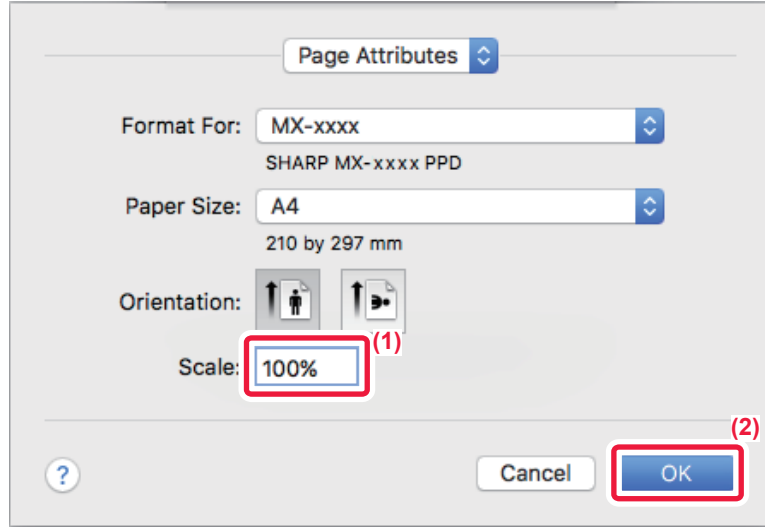 Page Attributes
Format For: MX-xxxx
SHARP MX-xxxx PPD
Paper Size: A4
210 by 297 mm
Orientation:
(1)
Scale: 100%
(2)
? Cancel OK